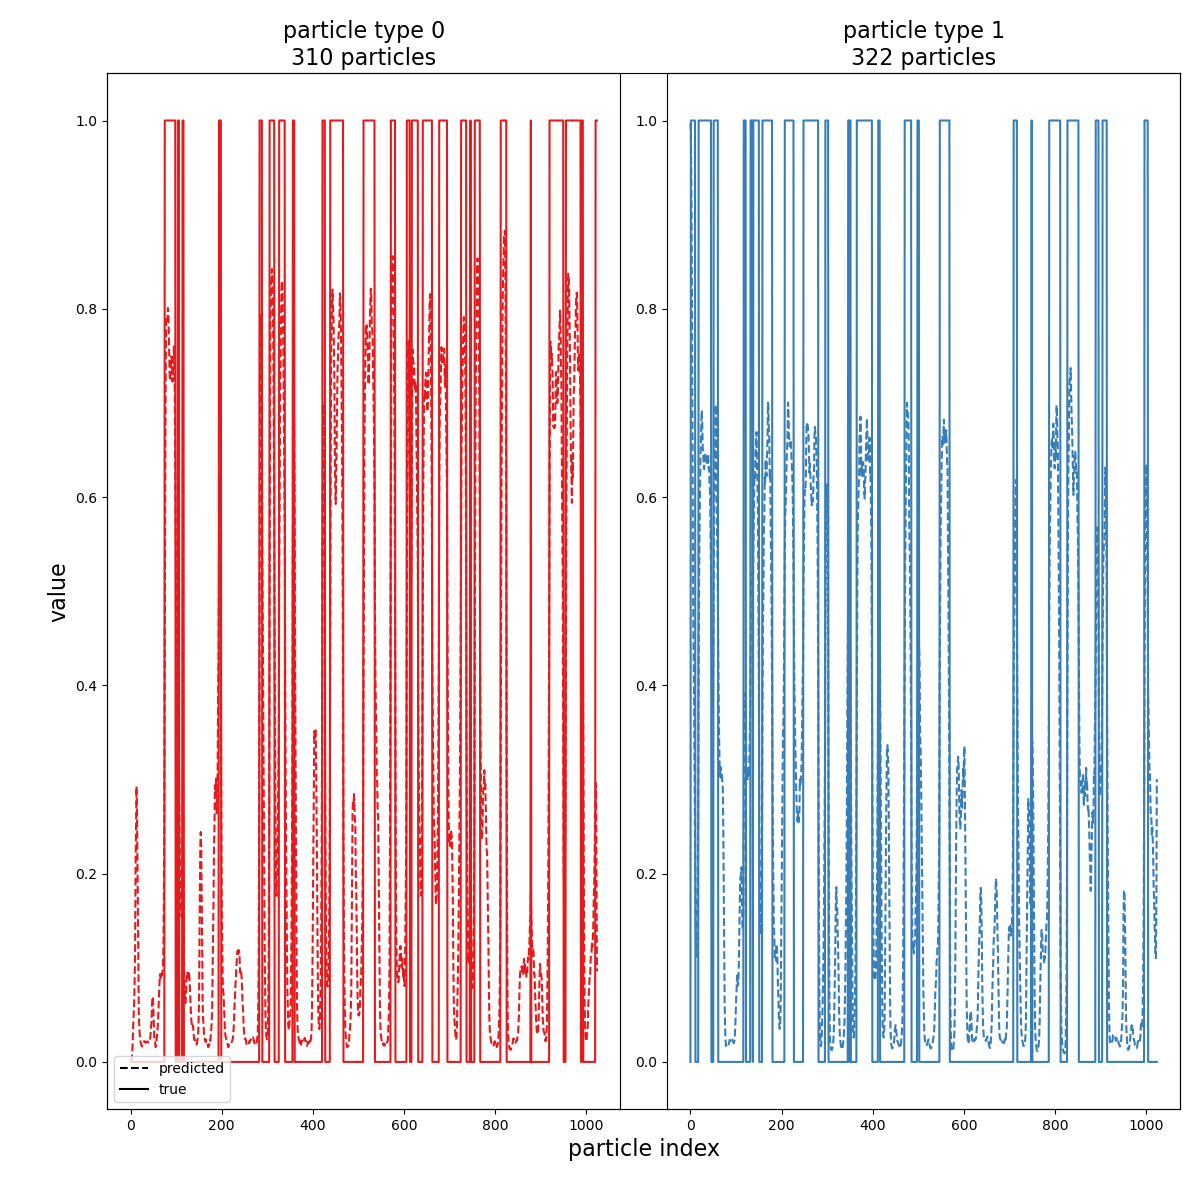 particle type 0
310 particles
particle type 1
322 particles
value
1.0
0.8
0.6
0.4
0.2
0.0
1.0
0.8
0.6
0.4
0.2
0.0
predicted
true
0 200 400 600 800 1000
0 200 400 600 800 1000
particle index